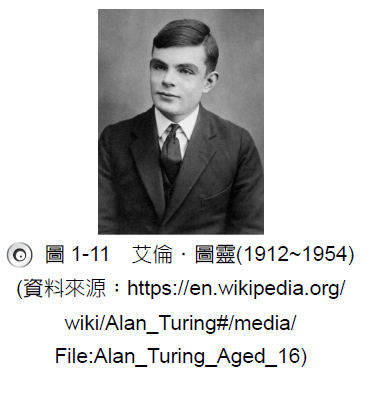 圖 1-11 艾倫．圖靈(1912~1954)
(資料來源：https://en.wikipedia.org/
wiki/Alan_Turing#/media/
File:Alan_Turing_Aged_16)